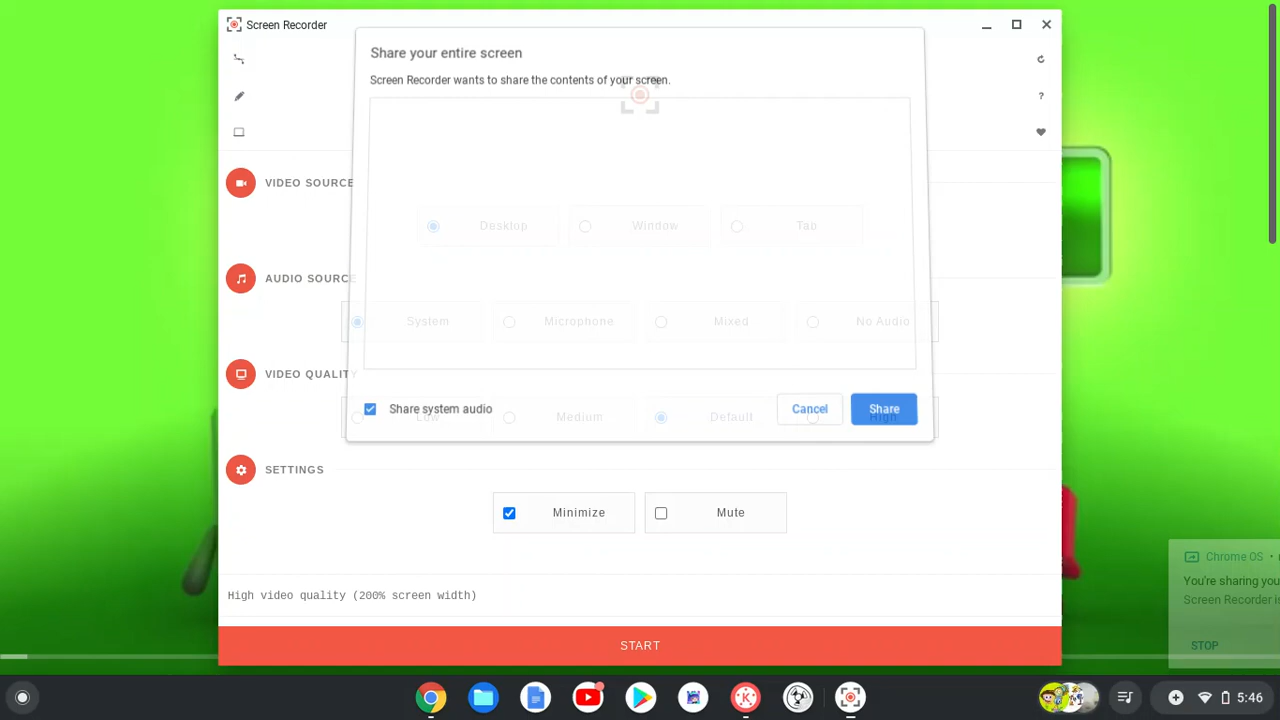 Screen Recorder
Share your entire screen
Screen Recorder wants to share the contents of your screen.
?
VIDEO SOURCE
Desktop
Window
Tab
AUDIO SOURCE
System
Microphone
Mixed
No Audio
VIDEO QUALITY
Share system audio
Cancel
Share
Low
Medium
Default
High
SETTINGS
Minimize
Mute
Chrome OS •
You're sharing you
Screen Recorder is
STOP
High video quality (200% screen width)
START
5:46